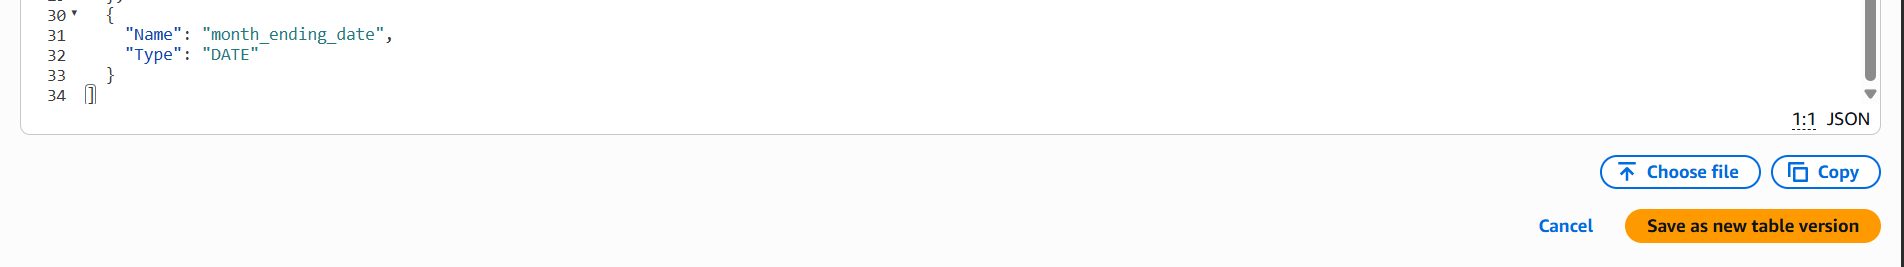 30 {
31 "Name": "month_ending_date",
32 "Type": "DATE"
33 }
34 ]
1:1 JSON
Choose file Copy
Cancel Save as new table version